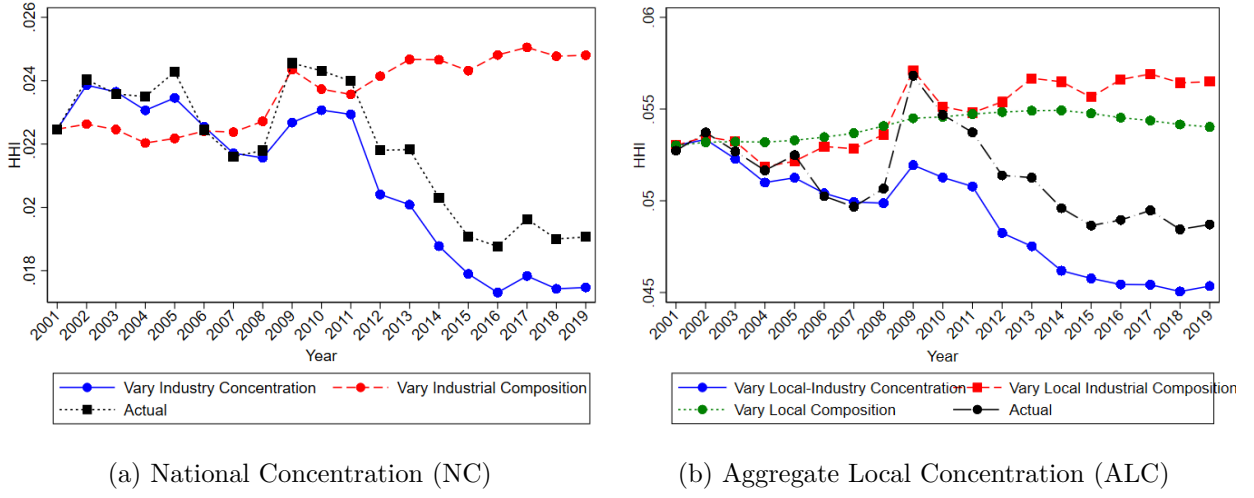 .026
.024
.022
.02
.018
HHI
2001 2002 2003 2004 2005 2006 2007 2008 2009 2010 2011 2012 2013 2014 2015 2016 2017 2018 2019
Year
Vary Industry Concentration Vary Industrial Composition
Actual
(a) National Concentration (NC)
.06
.055
.05
.045
HHI
2001 2002 2003 2004 2005 2006 2007 2008 2009 2010 2011 2012 2013 2014 2015 2016 2017 2018 2019
Year
Vary Local-Industry Concentration Vary Local Industrial Composition
Vary Local Composition Actual
(b) Aggregate Local Concentration (ALC)